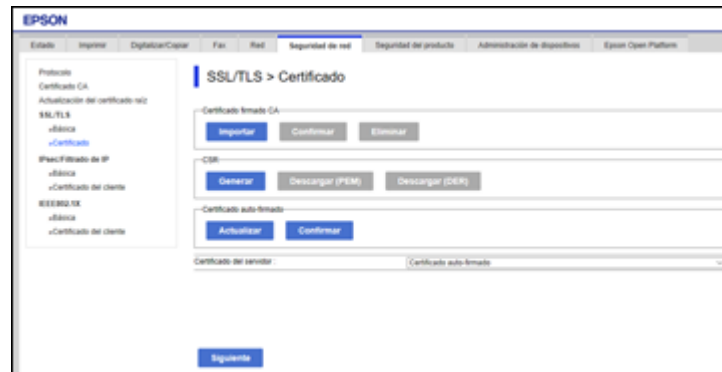 EPSON
Estado Imprimir Digitalizar/Copiar Fax Red Seguridad de red Seguridad del producto Administración de dispositivos Epson Open Platform
Protocolo
Certificado CA
Actualización del certificado raíz
SSL/TLS
»Básica
»Certificado
IPsec/Filtrado de IP
»Básica
»Certificado del cliente
IEEE802.1X
»Básica
»Certificado del cliente
SSL/TLS > Certificado
Certificado firmado CA
Importar Confirmar Eliminar
CSR
Generar Descargar (PEM) Descargar (DER)
Certificado auto-firmado
Actualizar Confirmar
Certificado del servidor : Certificado auto-firmado
Siguiente